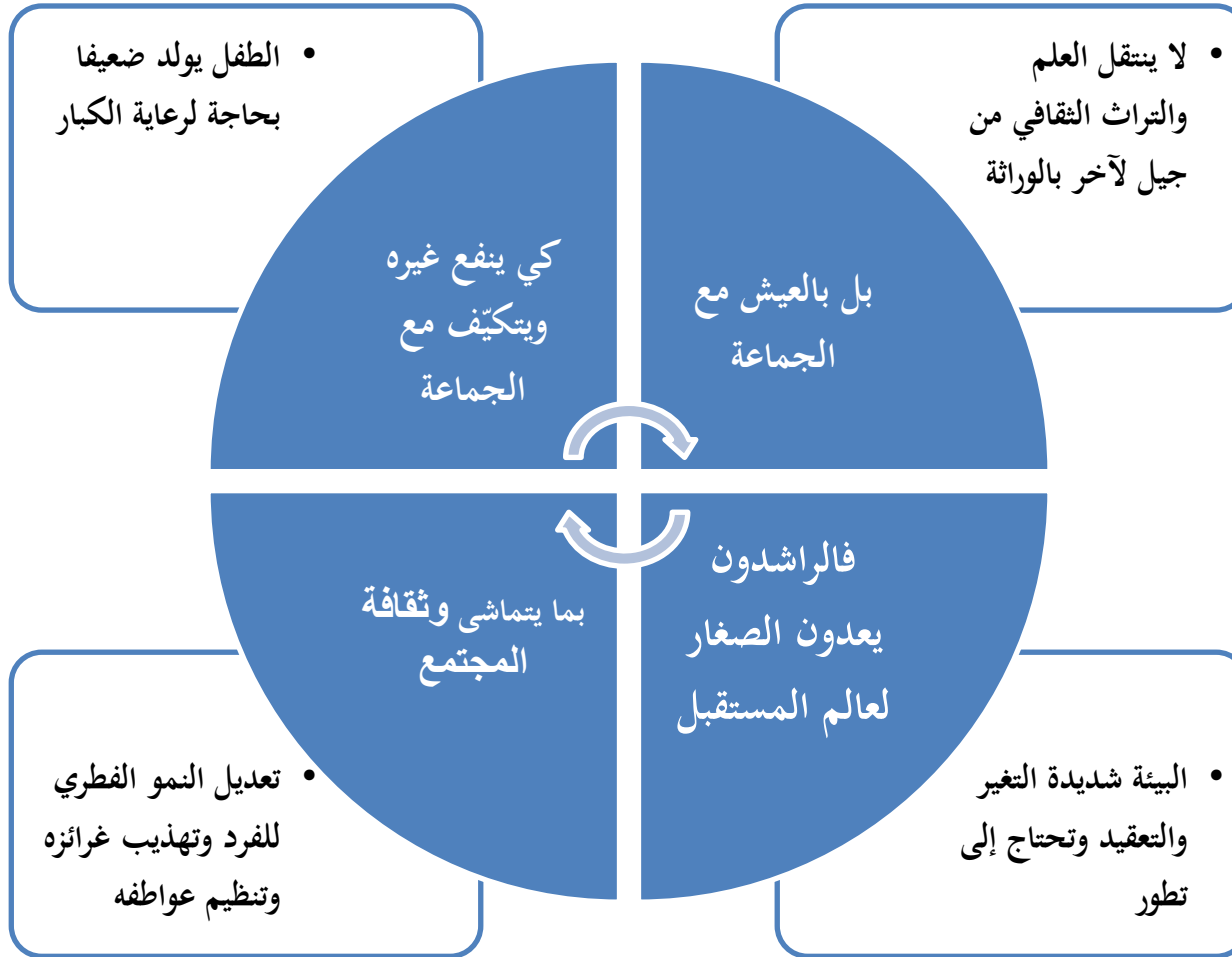 • لا ينتقل العلم
والتراث الثقافي من
جيل لآخر بالوراثة
بل بالعيش مع
الجماعة
• الطفل يولد ضعيفا
بحاجة لرعاية الكبار
كي ينفع غيره
ويتكيّف مع
الجماعة
• البيئة شديدة التغير
والتعقيد وتحتاج إلى
تطور
فالراشدون
يعدون الصغار
لعالم المستقبل
• تعديل النمو الفطري
للفرد وتهذيب غرائزه
وتنظيم عواطفه
بما يتماشى وثقافة
المجتمع